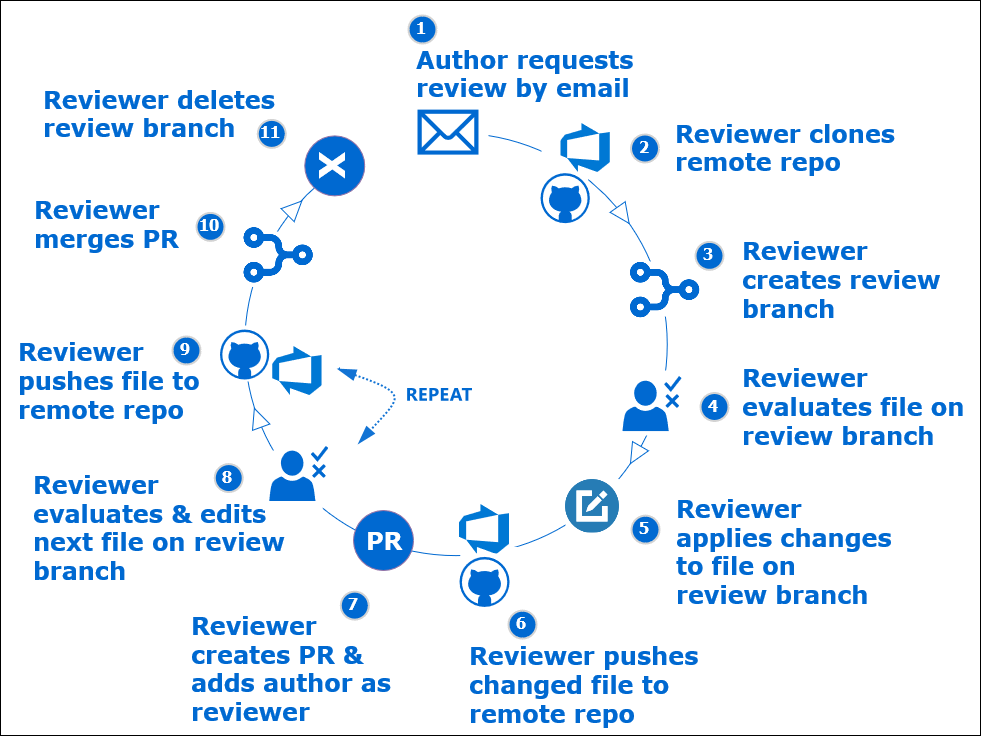 1
Author requests
review by email
2
Reviewer clones
remote repo
3
Reviewer
creates review
branch
4
Reviewer
evaluates file on
review branch
5
Reviewer
applies changes
to file on
review branch
6
Reviewer pushes
changed file to
remote repo
PR
7
Reviewer
creates PR &
adds author as
reviewer
8
Reviewer
evaluates & edits
next file on review
branch
REPEAT
9
Reviewer
pushes file to
remote repo
10
Reviewer
merges PR
11
Reviewer deletes
review branch